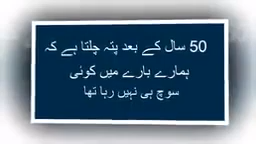 50 سال کے بعد پتہ چلتا ہے کہ
ہمارے بارے میں کوئی
سوچ ہی نہیں رہا تھا